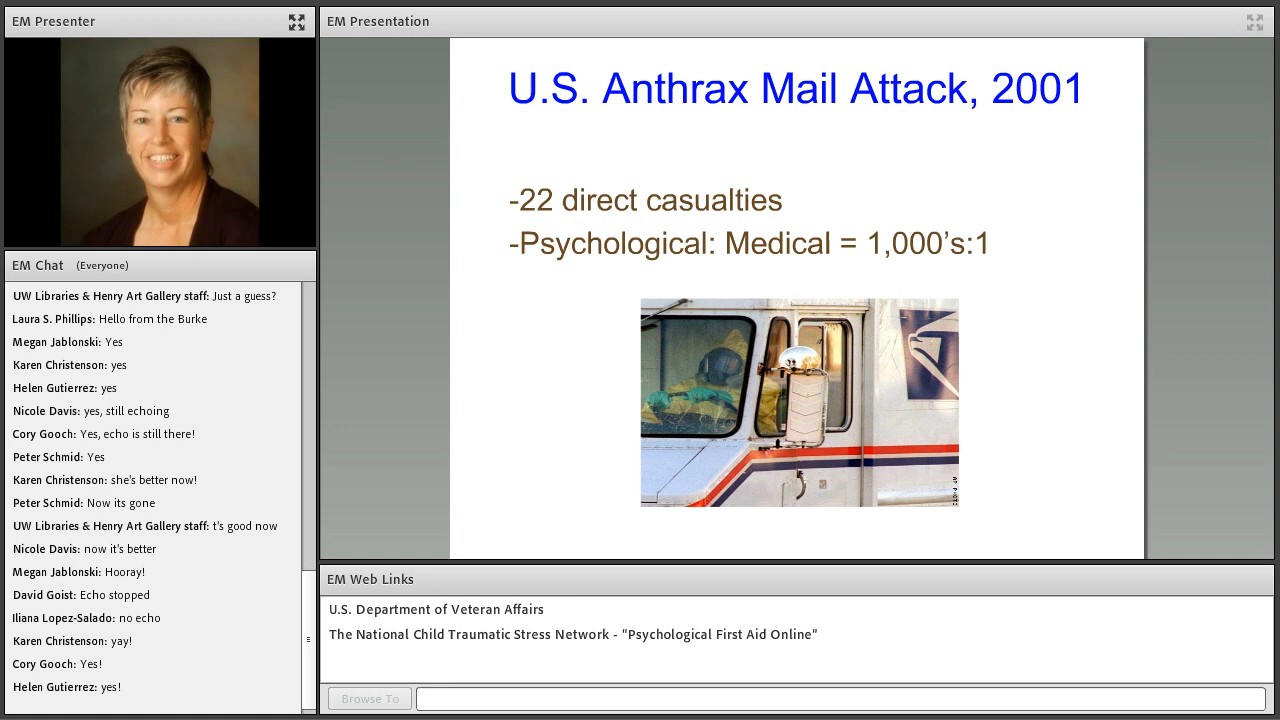 EM Presenter
EM Chat (Everyone)
UW Libraries & Henry Art Gallery staff: Just a guess?
Laura S. Phillips: Hello from the Burke
Megan Jablonski: Yes
Karen Christenson: yes
Helen Gutierrez: yes
Nicole Davis: yes, still echoing
Cory Gooch: Yes, echo is still there!
Peter Schmid: Yes
Karen Christenson: she's better now!
Peter Schmid: Now its gone
UW Libraries & Henry Art Gallery staff: t's good now
Nicole Davis: now it's better
Megan Jablonski: Hooray!
David Goist: Echo stopped
Iliana Lopez-Salado: no echo
Karen Christenson: yay!
Cory Gooch: Yes!
Helen Gutierrez: yes!
EM Presentation
U.S. Anthrax Mail Attack, 2001
-22 direct casualties
-Psychological: Medical = 1,000’s:1
AP PHOTO
EM Web Links
U.S. Department of Veteran Affairs
The National Child Traumatic Stress Network - "Psychological First Aid Online"
Browse To